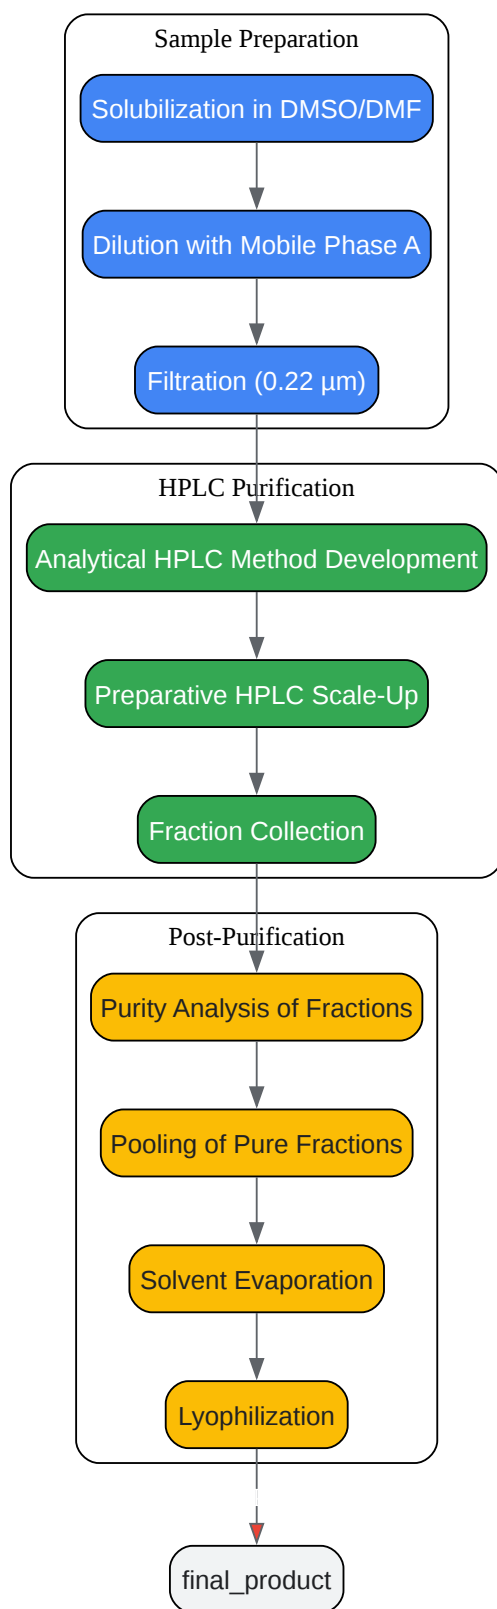 Sample Preparation
Solubilization in DMSO/DMF
Dilution with Mobile Phase A
Filtration (0.22 µm)
HPLC Purification
Analytical HPLC Method Development
Preparative HPLC Scale-Up
Fraction Collection
Post-Purification
Purity Analysis of Fractions
Pooling of Pure Fractions
Solvent Evaporation
Lyophilization
final_product